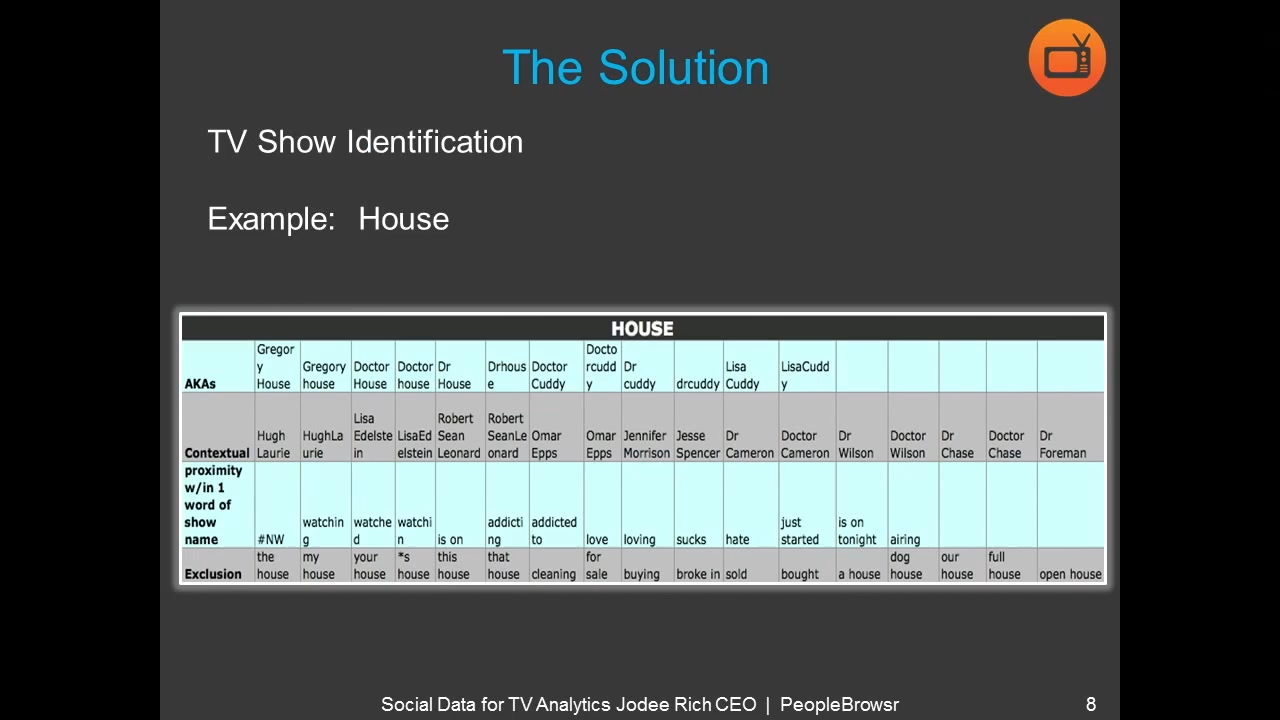 The Solution
TV Show Identification
Example: House
HOUSE
AKAs Gregory House Gregory house Doctor House Doctor house Dr House Drhouse Doctor Cuddy Doctorcuddy Dr cuddy drcuddy Lisa Cuddy LisaCuddy
Contextual Hugh Laurie HughLaurie Lisa Edelstein LisaEdelstein Robert Sean Leonard Robert SeanLeonard Omar Epps Omar Epps Jennifer Morrison Jesse Spencer Dr Cameron Doctor Cameron Dr Wilson Doctor Wilson Dr Chase Doctor Chase Dr Foreman
proximity w/in 1 word of show name #NW watching watched watchin is on addicting addicted to love loving sucks hate just started is on tonight airing
Exclusion the house my house your house *s house this house that house cleaning for sale buying broke in sold bought a house dog house our house full house open house
Social Data for TV Analytics Jodee Rich CEO | PeopleBrowsr 8